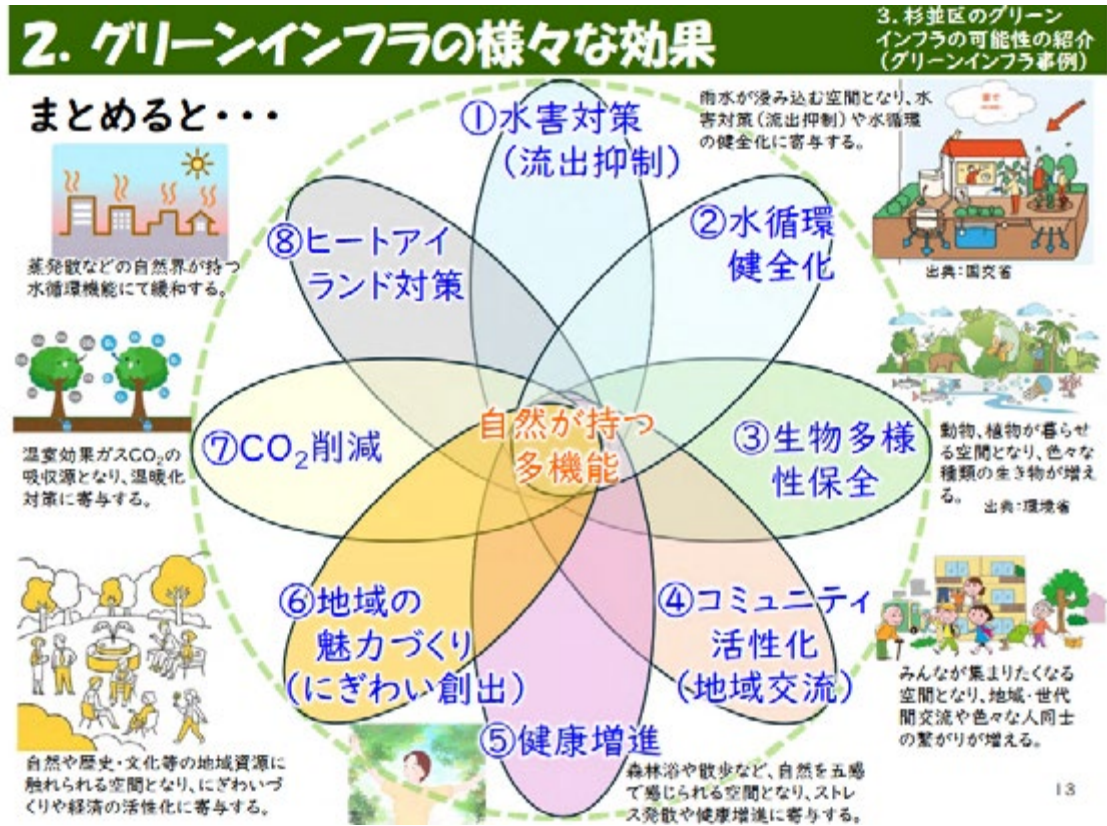 2. グリーンインフラの様々な効果
3. 杉並区のグリーン
インフラの可能性の紹介
(グリーンインフラ事例)
まとめると・・・
①水害対策
(流出抑制)
雨水が浸み込む空間となり、水
害対策(流出抑制)や水循環
の健全化に寄与する。
出典:国交省
②水循環
健全化
③生物多様
性保全
動物、植物が暮らせ
る空間となり、色々な
種類の生き物が増え
る。
出典:環境省
④コミュニティ
活性化
(地域交流)
みんなが集まりたくなる
空間となり、地域・世代
間交流や色々な人同士
の繋がりが増える。
⑤健康増進
森林浴や散歩など、自然を五感
で感じられる空間となり、ストレ
ス発散や健康増進に寄与する。
⑥地域の
魅力づくり
(にぎわい創出)
自然や歴史・文化等の地域資源に
触れられる空間となり、にぎわいづ
くりや経済の活性化に寄与する。
⑦CO₂削減
温室効果ガスCO₂の
吸収源となり、温暖化
対策に寄与する。
⑧ヒートアイ
ランド対策
蒸発散などの自然界が持つ
水循環機能にて緩和する。
自然が持つ
多機能
13